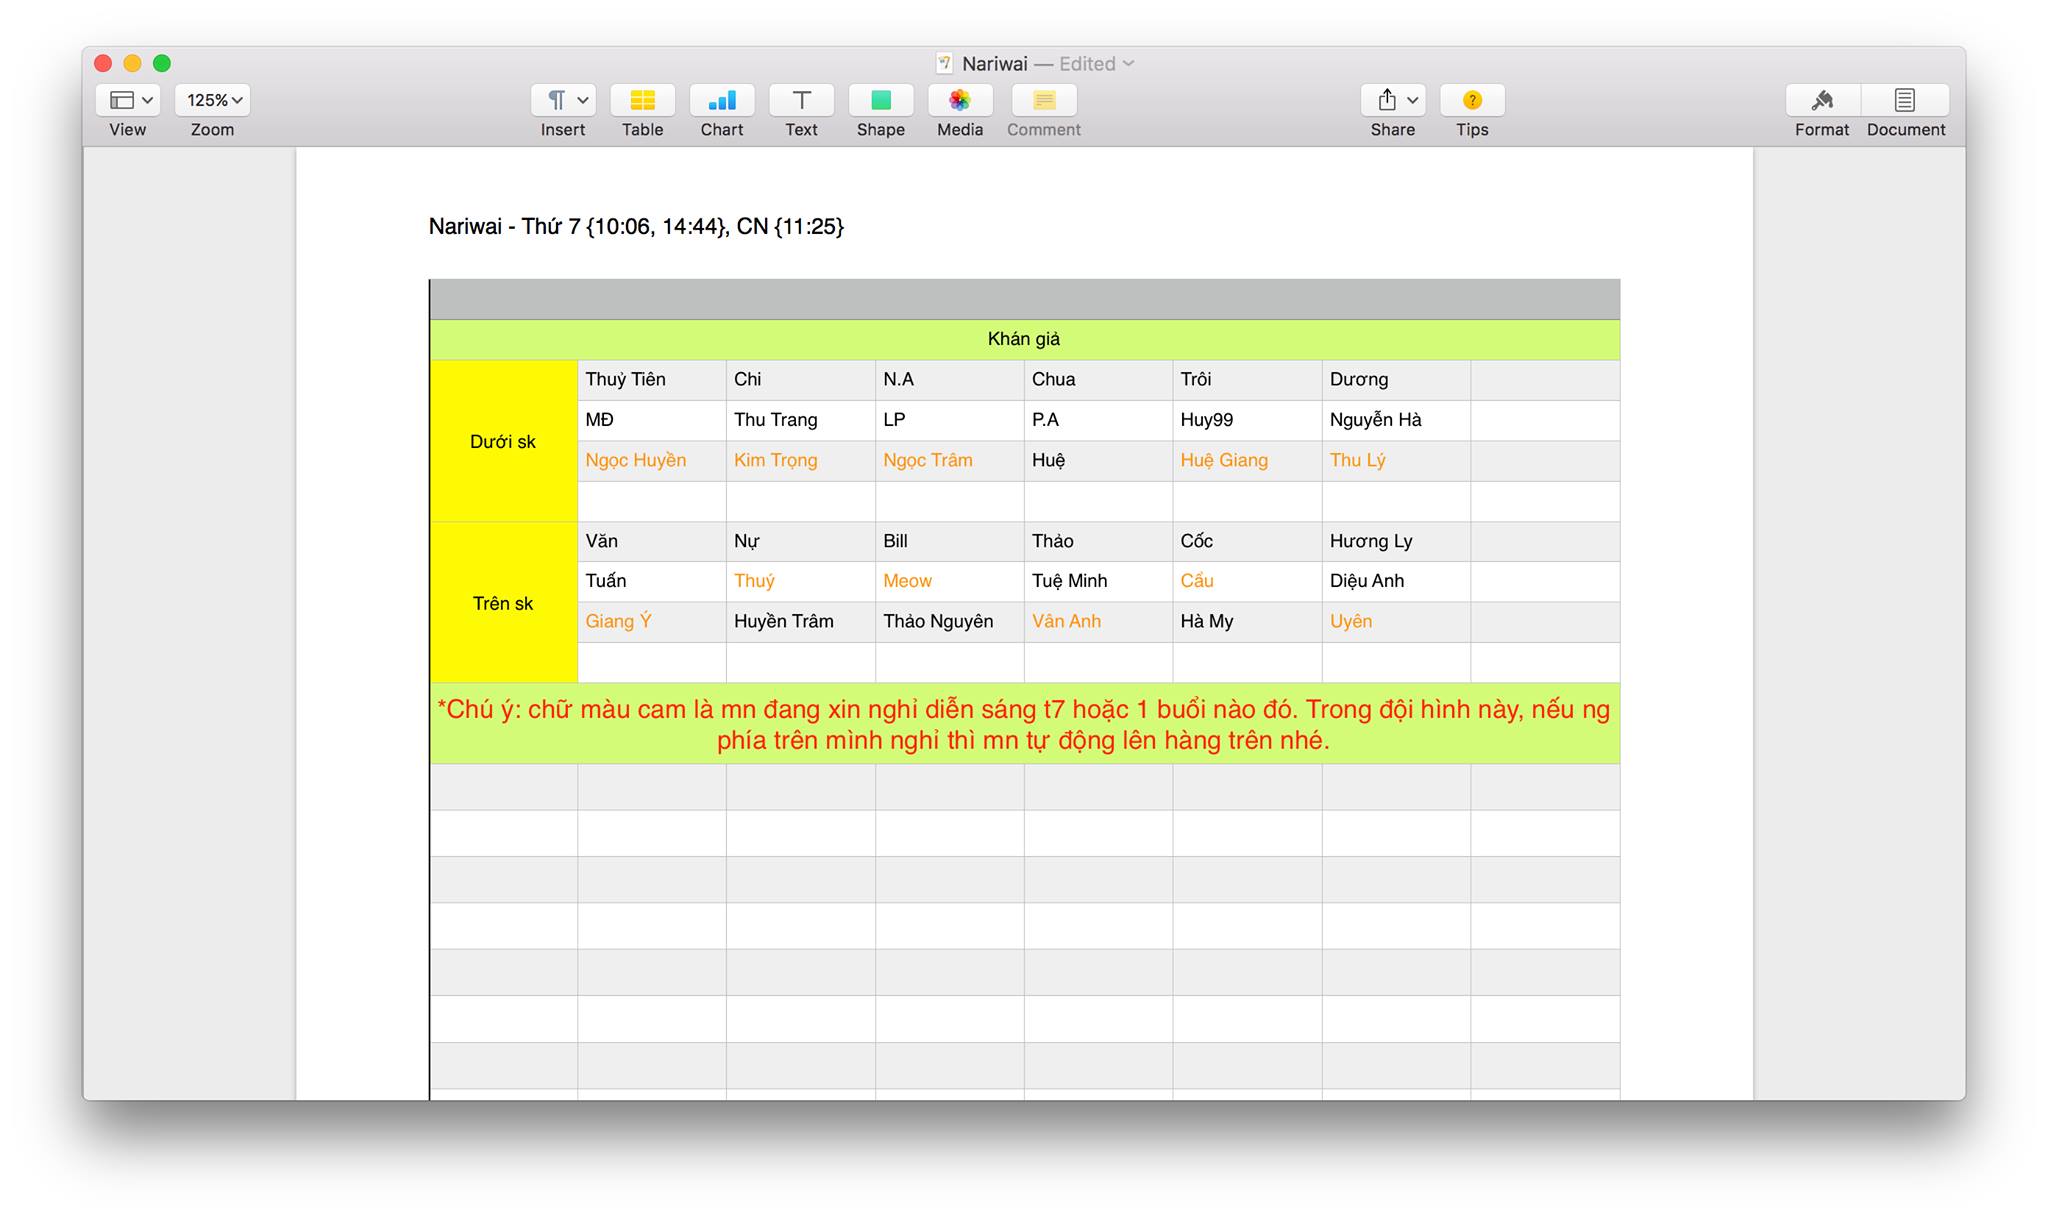 Nariwai — Edited
125%
View
Zoom
Insert
Table
Chart
Text
Shape
Media
Comment
Share
Tips
Format
Document
Nariwai - Thứ 7 {10:06, 14:44}, CN {11:25}
Khán giả
Dưới sk
Thuỷ Tiên Chi N.A Chua Trôi Dương
MĐ Thu Trang LP P.A Huy99 Nguyễn Hà
Ngọc Huyền Kim Trọng Ngọc Trâm Huệ Huệ Giang Thu Lý
Trên sk
Văn Nự Bill Thảo Cốc Hương Ly
Tuấn Thuý Meow Tuệ Minh Cẩu Diệu Anh
Giang Ý Huyền Trâm Thảo Nguyên Vân Anh Hà My Uyên
*Chú ý: chữ màu cam là mn đang xin nghỉ diễn sáng t7 hoặc 1 buổi nào đó. Trong đội hình này, nếu ng
phía trên mình nghỉ thì mn tự động lên hàng trên nhé.